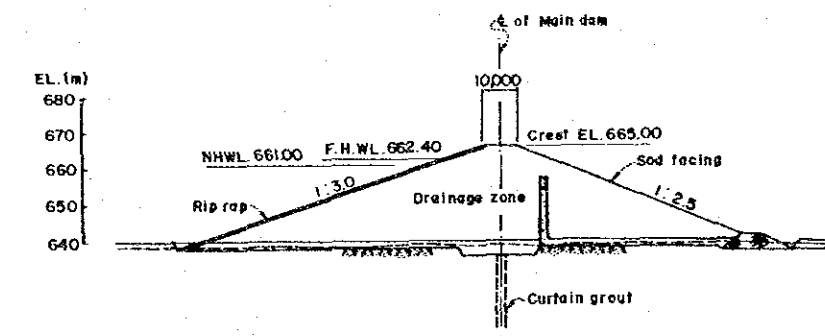 ℄ of Main dam
EL.(m)
10,000
680
670
Crest EL.665.00
F.H.WL.662.40
NHWL.661.00
660
Sod facing
1:3.0
1:2.5
Rip rap
Drainage zone
650
640
Curtain grout